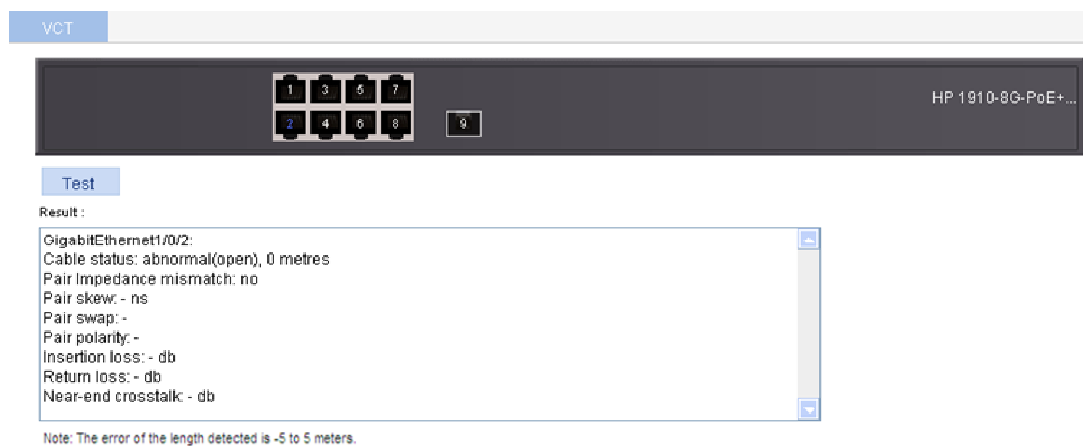 VCT
1 3 5 7
HP 1910-8G-PoE+...
2 4 6 8 9
Test
Result :
GigabitEthernet1/0/2:
Cable status: abnormal(open), 0 metres
Pair Impedance mismatch: no
Pair skew: - ns
Pair swap: -
Pair polarity: -
Insertion loss: - db
Return loss: - db
Near-end crosstalk: - db
Note: The error of the length detected is -5 to 5 meters.